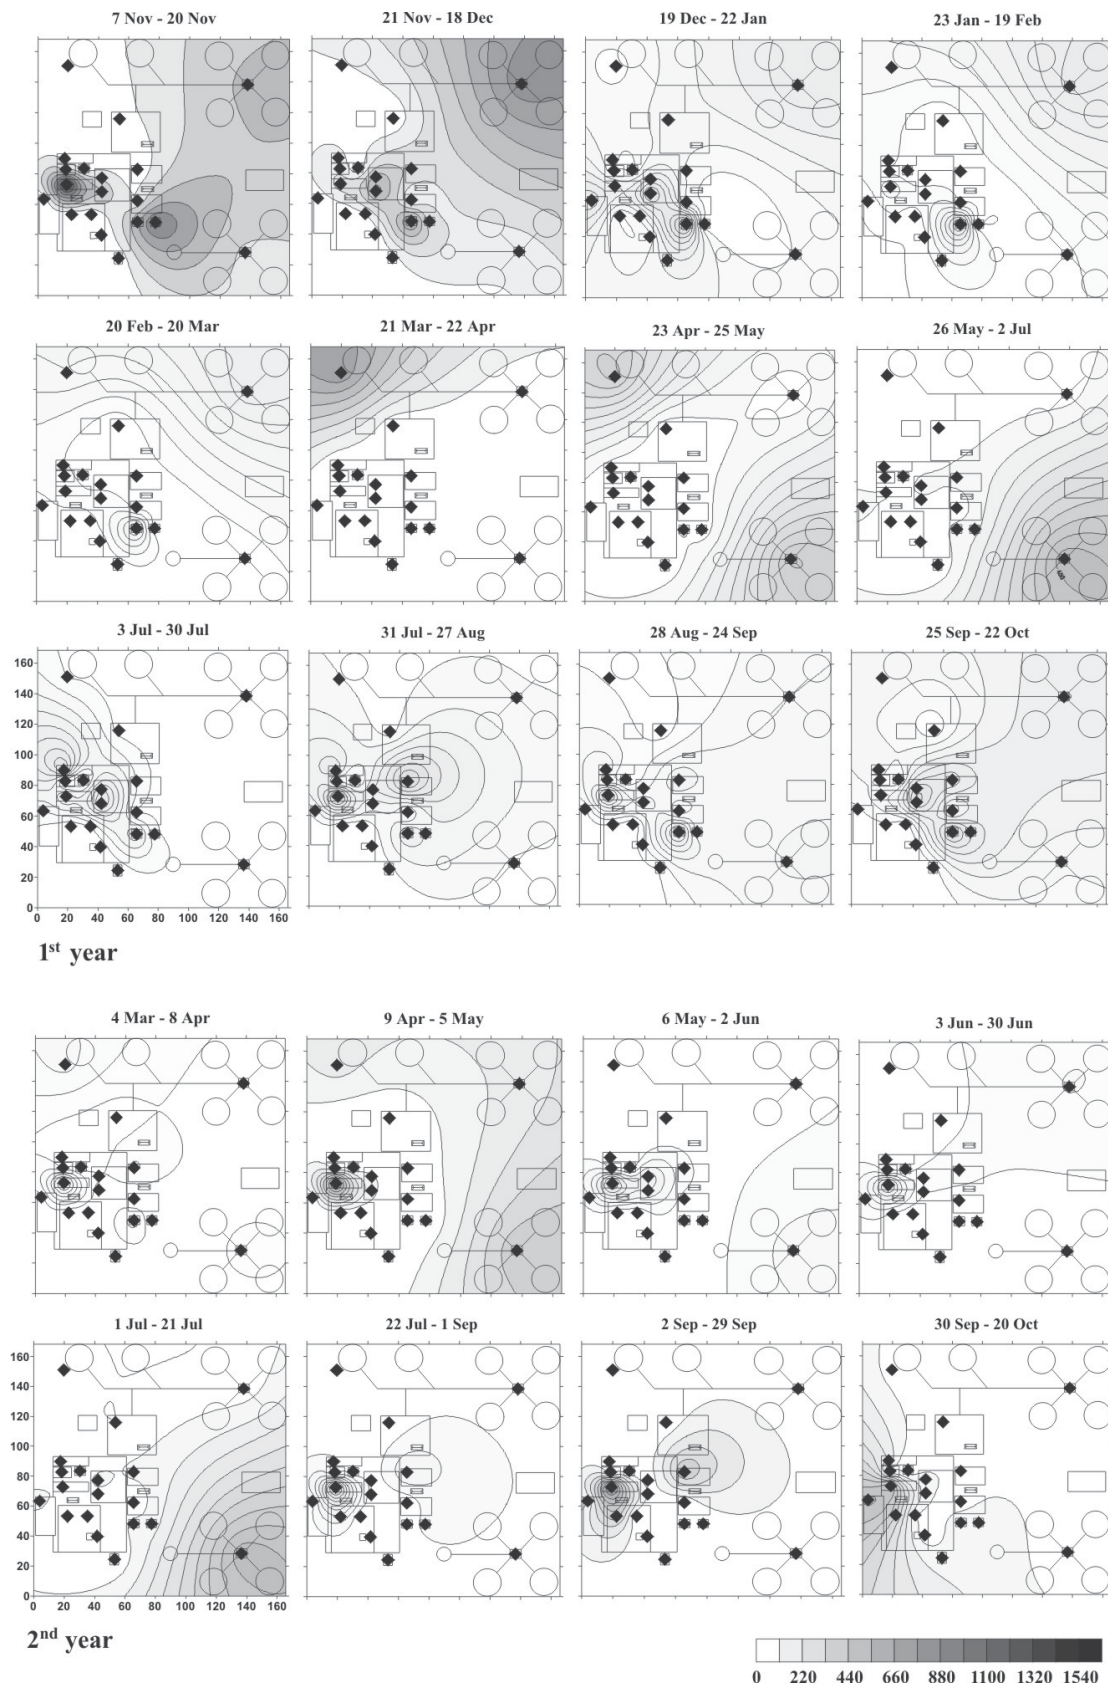 7 Nov - 20 Nov
21 Nov - 18 Dec
19 Dec - 22 Jan
23 Jan - 19 Feb
20 Feb - 20 Mar
21 Mar - 22 Apr
23 Apr - 25 May
26 May - 2 Jul
600
3 Jul - 30 Jul
31 Jul - 27 Aug
28 Aug - 24 Sep
25 Sep - 22 Oct
160
140
120
100
80
60
40
20
0
0 20 40 60 80 100 120 140 160
1st year
4 Mar - 8 Apr
9 Apr - 5 May
6 May - 2 Jun
3 Jun - 30 Jun
1 Jul - 21 Jul
22 Jul - 1 Sep
2 Sep - 29 Sep
30 Sep - 20 Oct
160
140
120
100
80
60
40
20
0
0 20 40 60 80 100 120 140 160
2nd year
0 220 440 660 880 1100 1320 1540